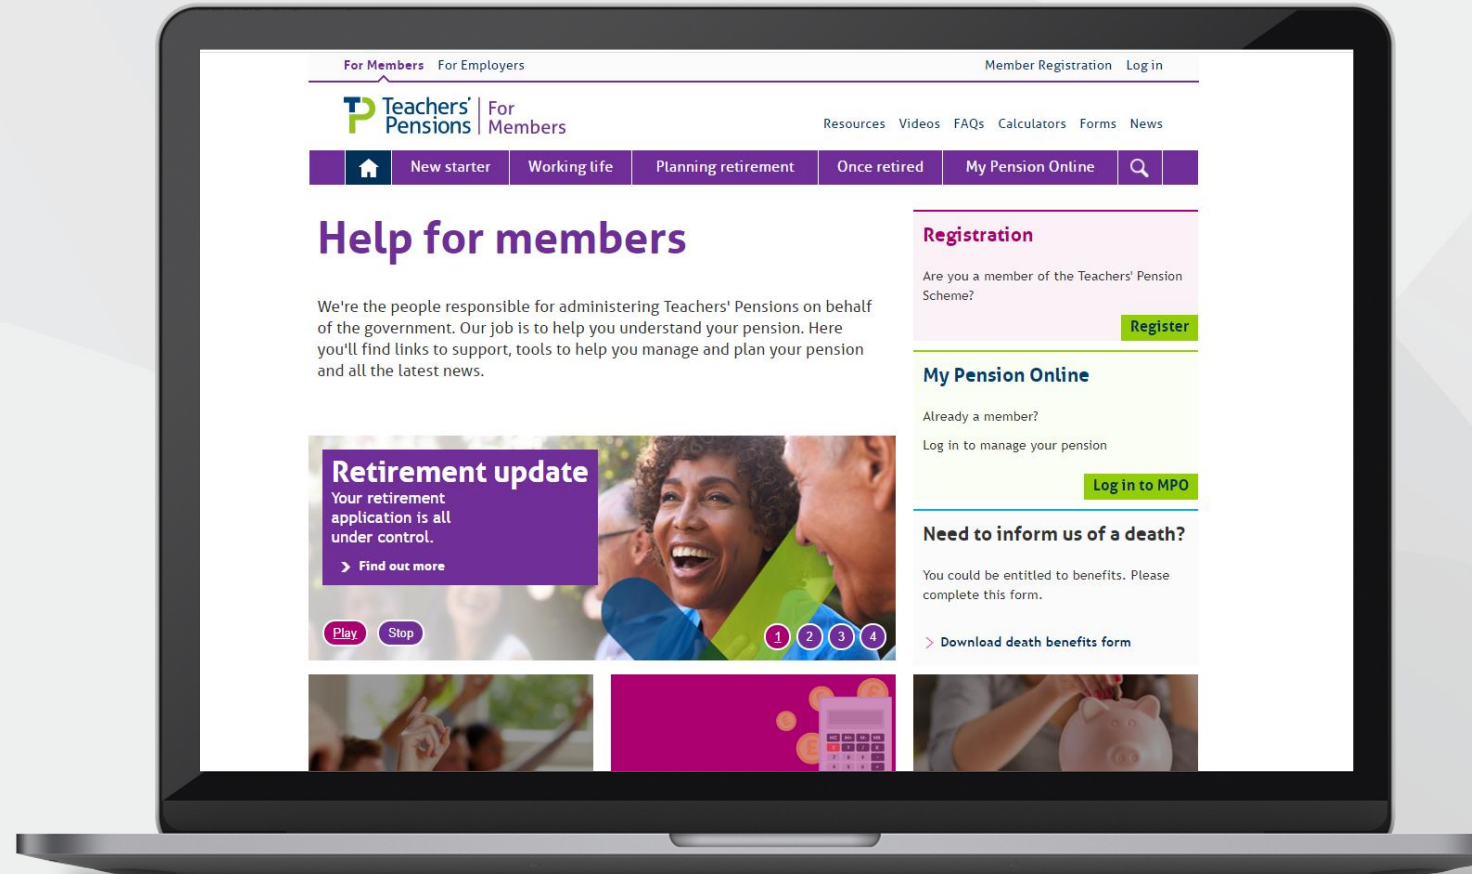 For Members For Employers Member Registration Log in
Teachers' Pensions For Members
Resources Videos FAQs Calculators Forms News
New starter Working life Planning retirement Once retired My Pension Online
Help for members
We're the people responsible for administering Teachers' Pensions on behalf
of the government. Our job is to help you understand your pension. Here
you'll find links to support, tools to help you manage and plan your pension
and all the latest news.
Retirement update
Your retirement
application is all
under control.
Find out more
Play Stop
1 2 3 4
Registration
Are you a member of the Teachers' Pension
Scheme?
Register
My Pension Online
Already a member?
Log in to manage your pension
Log in to MPO
Need to inform us of a death?
You could be entitled to benefits. Please
complete this form.
Download death benefits form